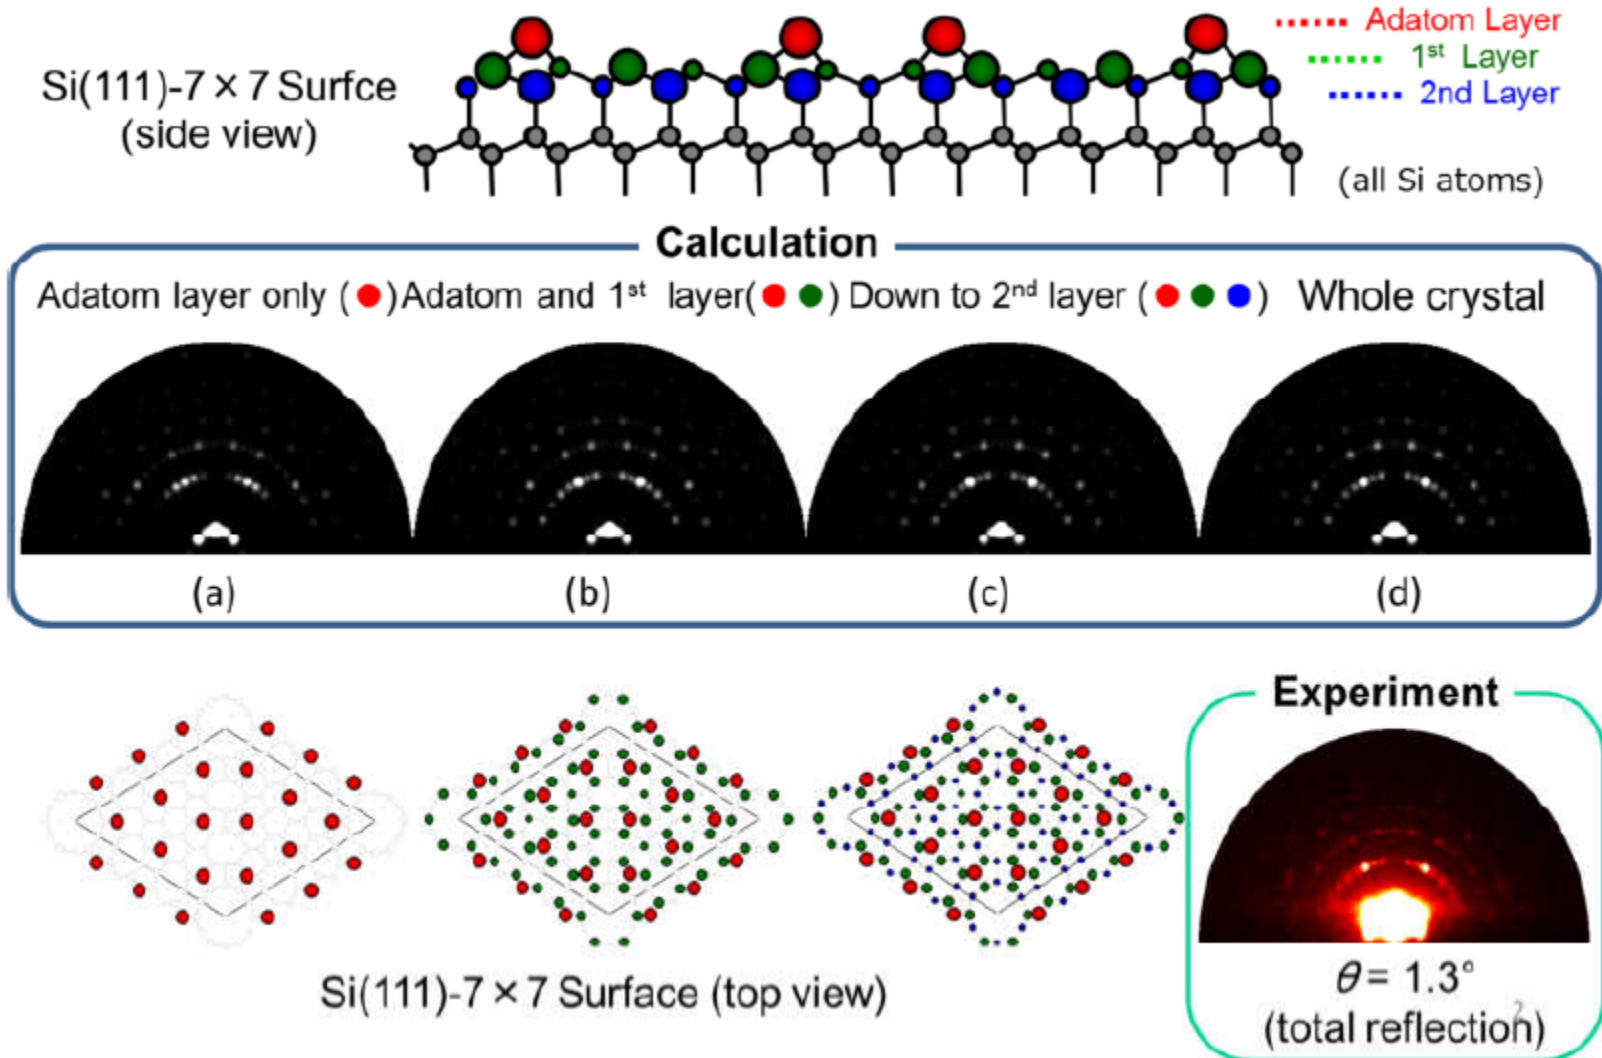 Adatom Layer
Si(111)-7 × 7 Surfce
1st Layer
(side view)
2nd Layer
(all Si atoms)
Calculation
Adatom layer only ( ) Adatom and 1st layer( ) Down to 2nd layer ( ) Whole crystal
(a) (b) (c) (d)
Experiment
Si(111)-7 × 7 Surface (top view)
θ = 1.3°
(total reflection)
2